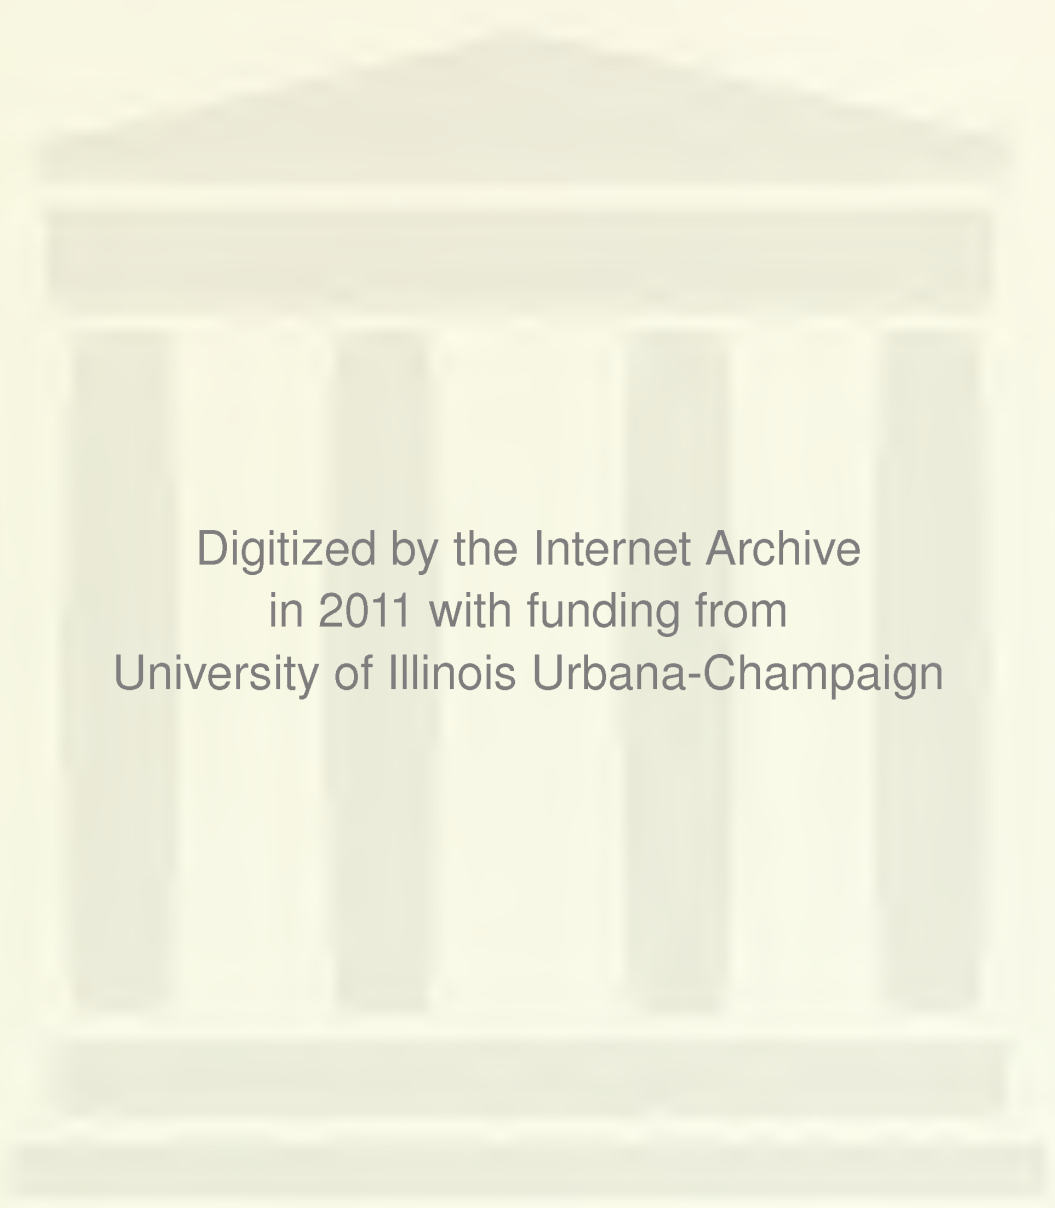 Digitized by the Internet Archive
in 2011 with funding from
University of Illinois Urbana-Champaign